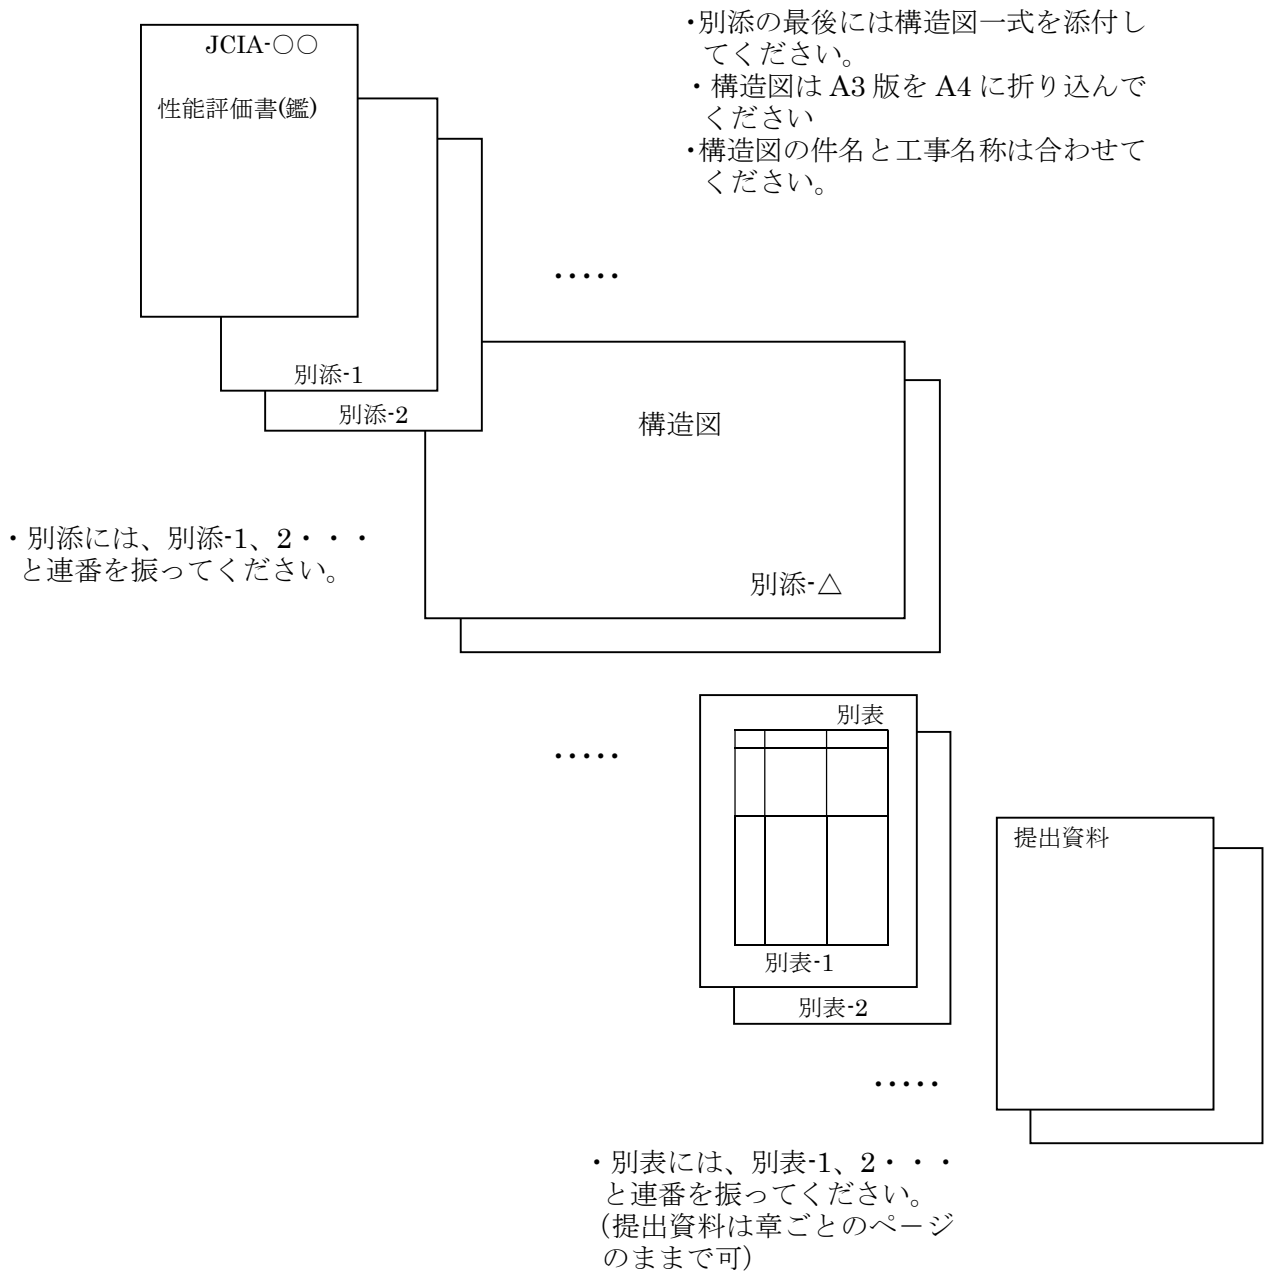 JCIA-○○
性能評価書(鑑)
・別添の最後には構造図一式を添付し
てください。
・構造図は A3 版を A4 に折り込んで
ください
・構造図の件名と工事名称は合わせて
ください。
・・・・・
別添-1
別添-2
構造図
別添-△
・別添には、別添-1、2・・・
と連番を振ってください。
・・・・・
別表
別表-1
別表-2
提出資料
・・・・・
・別表には、別表-1、2・・・
と連番を振ってください。
(提出資料は章ごとのページ
のままで可)